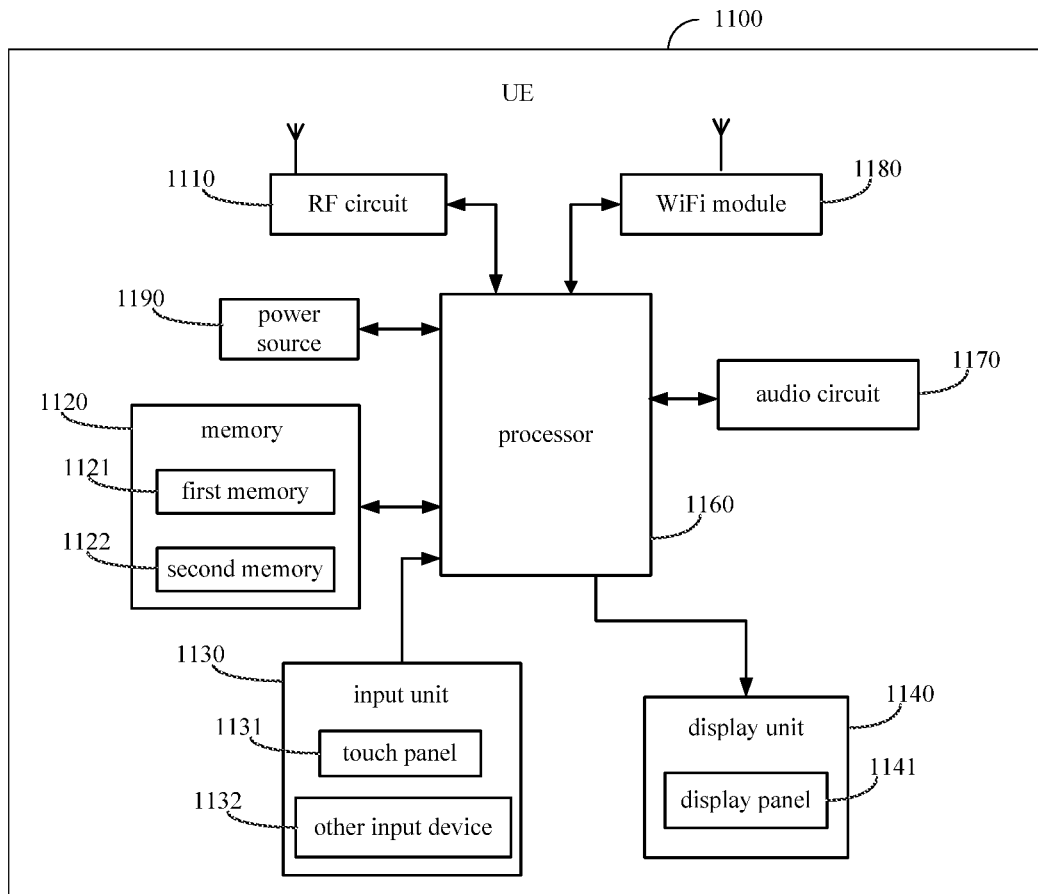 1100
UE
1110
RF circuit
WiFi module
1180
1190
power
source
1120
memory
1121
first memory
1122
second memory
processor
audio circuit
1170
1160
1130
input unit
1131
touch panel
1132
other input device
display unit
1140
1141
display panel